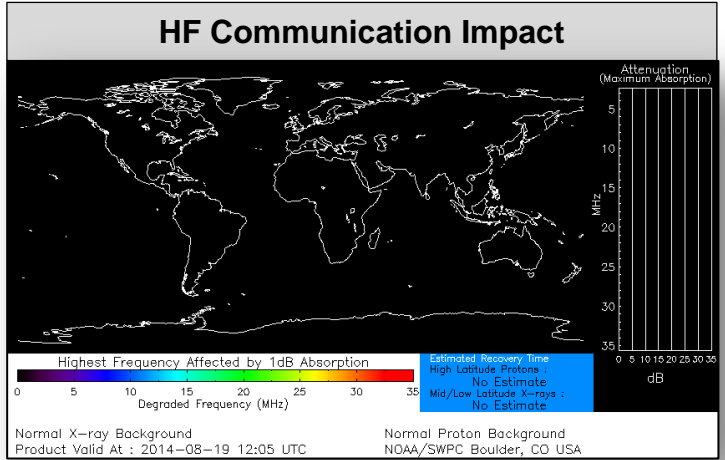 HF Communication Impact
Attenuation
(Maximum Absorption)
5
10
15
20
25
30
35
MHz
0 5 10 15 20 25 30 35
dB
Highest Frequency Affected by 1dB Absorption
0 5 10 15 20 25 30 35
Degraded Frequency (MHz)
Estimated Recovery Time
High Latitude Protons :
No Estimate
Mid/Low Latitude X-rays :
No Estimate
Normal X-ray Background
Product Valid At : 2014-08-19 12:05 UTC
Normal Proton Background
NOAA/SWPC Boulder, CO USA